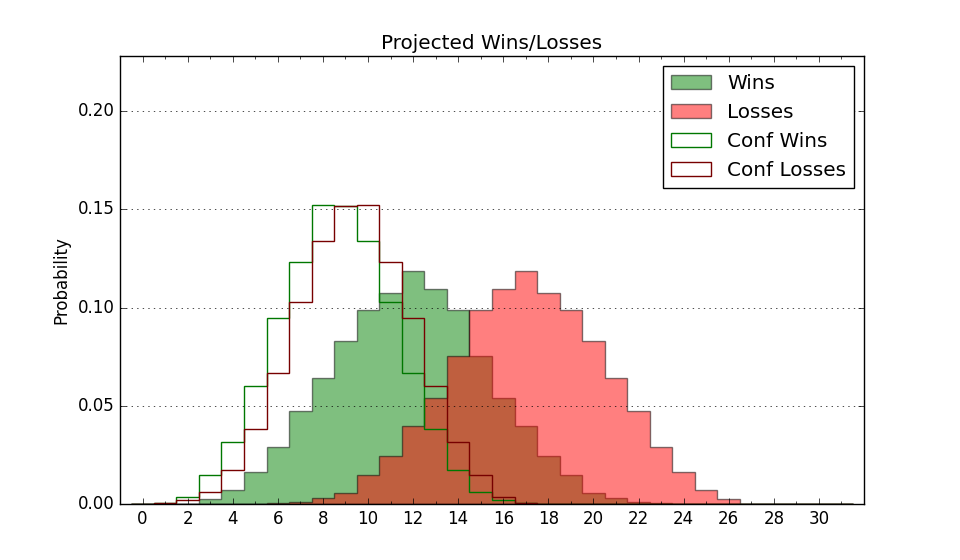 Projected Wins/Losses
Wins
Losses
Conf Wins
Conf Losses
Probability
0.20
0.15
0.10
0.05
0.00
0 2 4 6 8 10 12 14 16 18 20 22 24 26 28 30